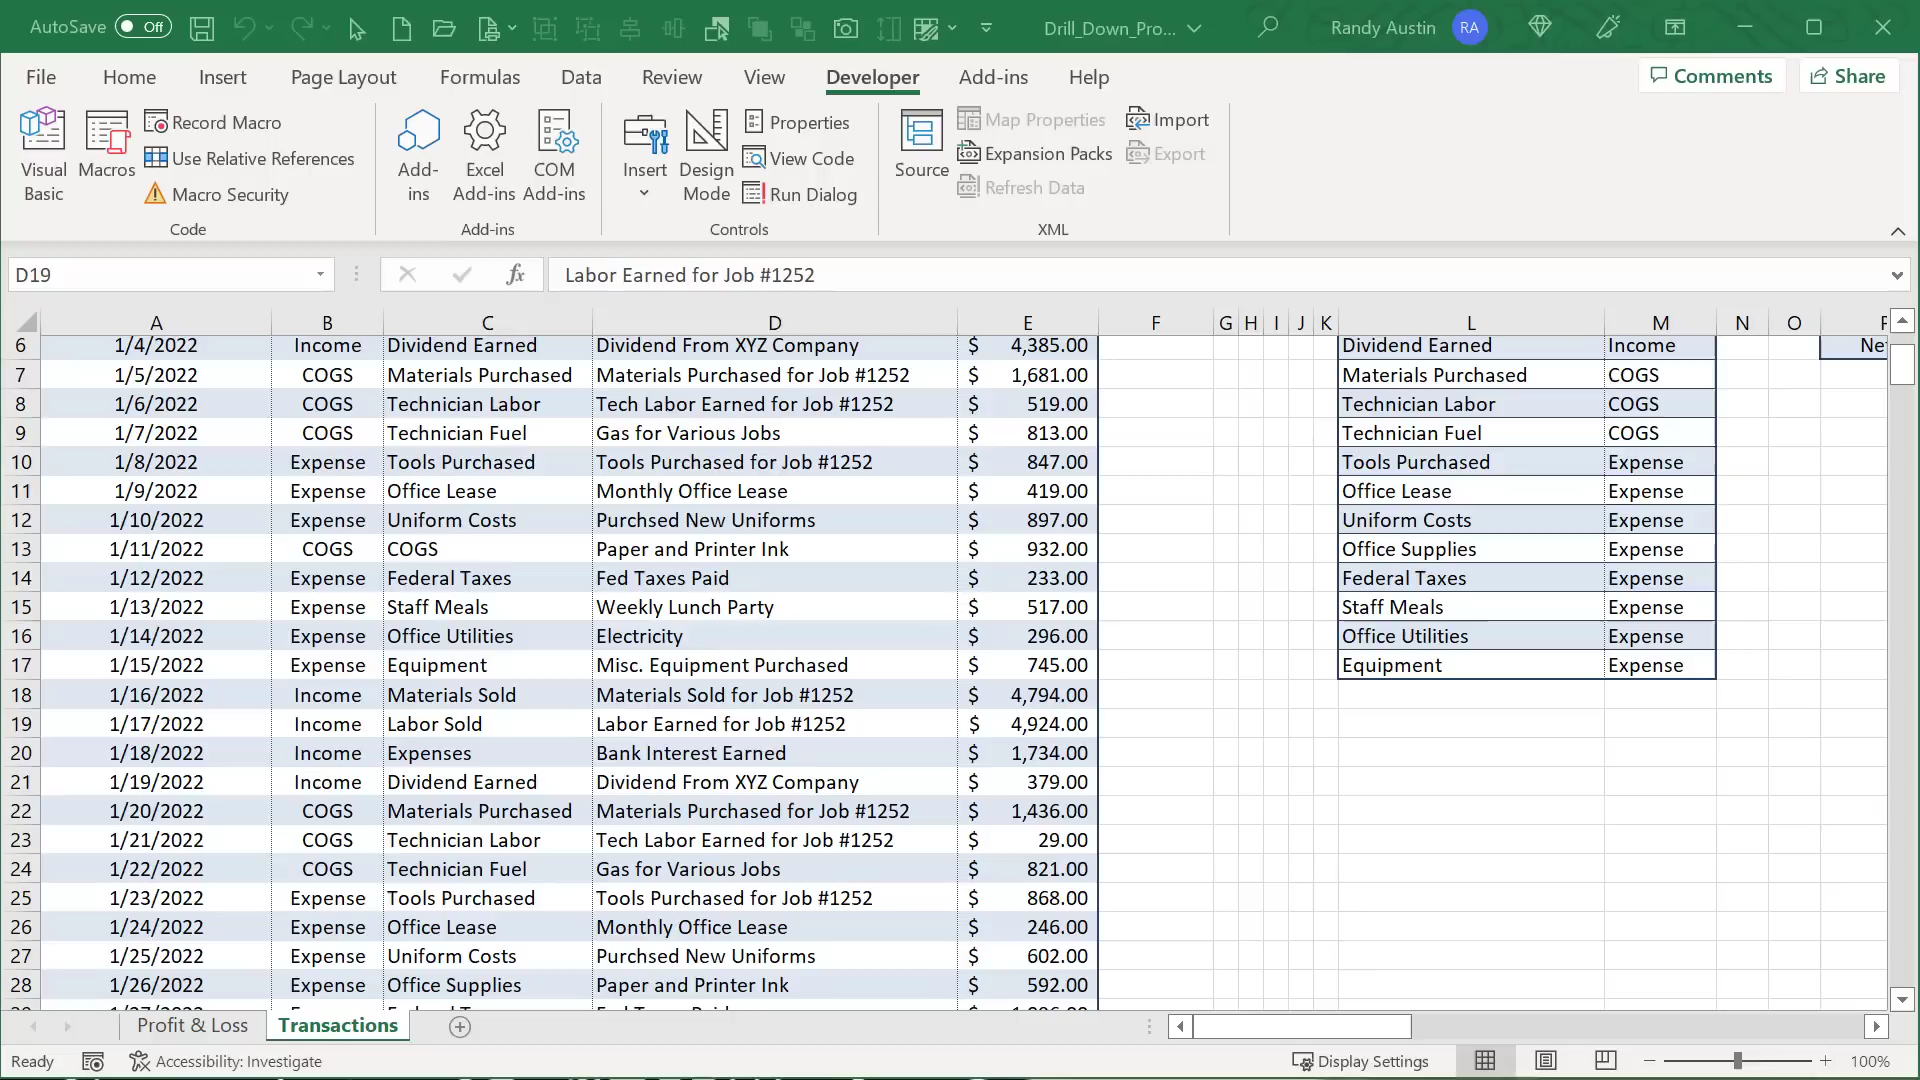 AutoSave Off Drill_Down_Pro... Randy Austin RA
File Home Insert Page Layout Formulas Data Review View Developer Add-ins Help Comments Share
Visual Basic
Macros
Record Macro
Use Relative References
Macro Security
Code
Add-ins
Excel Add-ins
COM Add-ins
Add-ins
Insert
Design Mode
Properties
View Code
Run Dialog
Controls
Source
Map Properties
Expansion Packs
Refresh Data
Import
Export
XML
D19 fx Labor Earned for Job #1252
A B C D E F G H I J K L M N O
6 1/4/2022 Income Dividend Earned Dividend From XYZ Company $ 4,385.00 Dividend Earned Income
7 1/5/2022 COGS Materials Purchased Materials Purchased for Job #1252 $ 1,681.00 Materials Purchased COGS
8 1/6/2022 COGS Technician Labor Tech Labor Earned for Job #1252 $ 519.00 Technician Labor COGS
9 1/7/2022 COGS Technician Fuel Gas for Various Jobs $ 813.00 Technician Fuel COGS
10 1/8/2022 Expense Tools Purchased Tools Purchased for Job #1252 $ 847.00 Tools Purchased Expense
11 1/9/2022 Expense Office Lease Monthly Office Lease $ 419.00 Office Lease Expense
12 1/10/2022 Expense Uniform Costs Purchsed New Uniforms $ 897.00 Uniform Costs Expense
13 1/11/2022 COGS COGS Paper and Printer Ink $ 932.00 Office Supplies Expense
14 1/12/2022 Expense Federal Taxes Fed Taxes Paid $ 233.00 Federal Taxes Expense
15 1/13/2022 Expense Staff Meals Weekly Lunch Party $ 517.00 Staff Meals Expense
16 1/14/2022 Expense Office Utilities Electricity $ 296.00 Office Utilities Expense
17 1/15/2022 Expense Equipment Misc. Equipment Purchased $ 745.00 Equipment Expense
18 1/16/2022 Income Materials Sold Materials Sold for Job #1252 $ 4,794.00
19 1/17/2022 Income Labor Sold Labor Earned for Job #1252 $ 4,924.00
20 1/18/2022 Income Expenses Bank Interest Earned $ 1,734.00
21 1/19/2022 Income Dividend Earned Dividend From XYZ Company $ 379.00
22 1/20/2022 COGS Materials Purchased Materials Purchased for Job #1252 $ 1,436.00
23 1/21/2022 COGS Technician Labor Tech Labor Earned for Job #1252 $ 29.00
24 1/22/2022 COGS Technician Fuel Gas for Various Jobs $ 821.00
25 1/23/2022 Expense Tools Purchased Tools Purchased for Job #1252 $ 868.00
26 1/24/2022 Expense Office Lease Monthly Office Lease $ 246.00
27 1/25/2022 Expense Uniform Costs Purchsed New Uniforms $ 602.00
28 1/26/2022 Expense Office Supplies Paper and Printer Ink $ 592.00
Profit & Loss Transactions
Ready Accessibility: Investigate Display Settings 100%